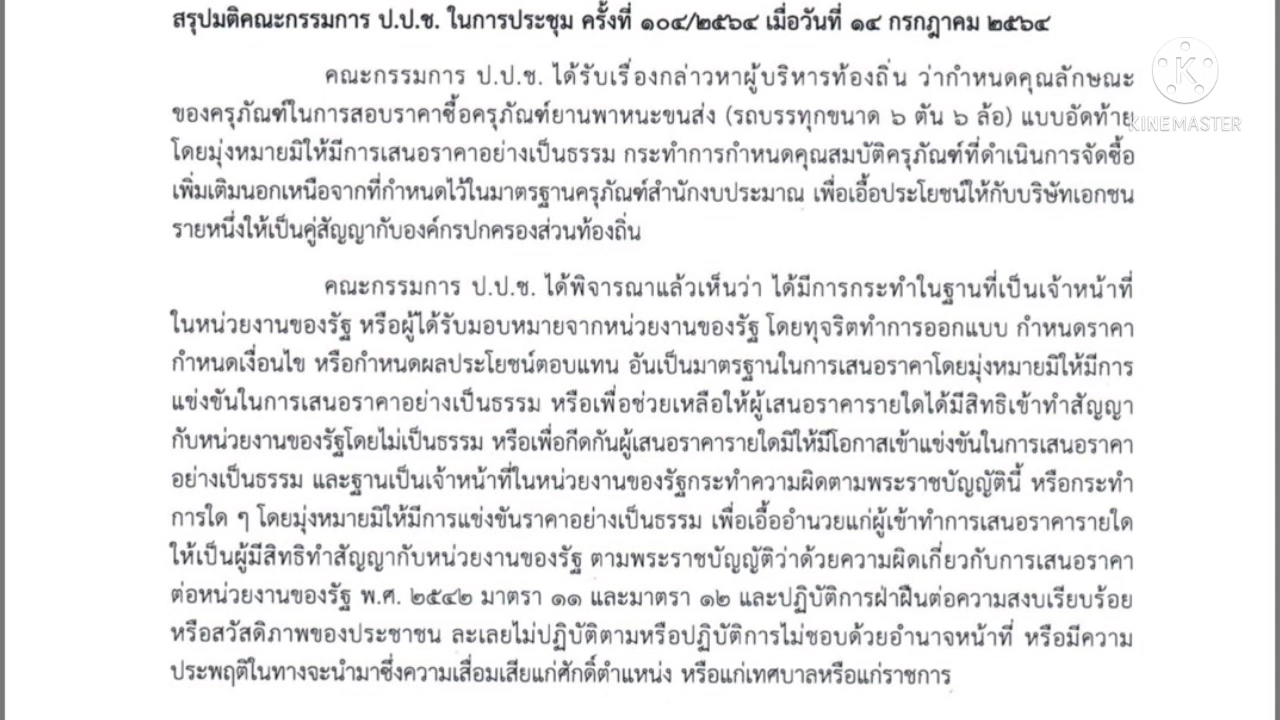 สรุปมติคณะกรรมการ ป.ป.ช. ในการประชุม ครั้งที่ ๑๐๔/๒๕๖๔ เมื่อวันที่ ๑๔ กรกฎาคม ๒๕๖๔
คณะกรรมการ ป.ป.ช. ได้รับเรื่องกล่าวหาผู้บริหารท้องถิ่น ว่ากำหนดคุณลักษณะ
ของครุภัณฑ์ในการสอบราคาซื้อครุภัณฑ์ยานพาหนะขนส่ง (รถบรรทุกขนาด ๖ ตัน ๖ ล้อ) แบบอัดท้าย
โดยมุ่งหมายมิให้มีการเสนอราคาอย่างเป็นธรรม กระทำการกำหนดคุณสมบัติครุภัณฑ์ที่ดำเนินการจัดซื้อ
เพิ่มเติมนอกเหนือจากที่กำหนดไว้ในมาตรฐานครุภัณฑ์สำนักงบประมาณ เพื่อเอื้อประโยชน์ให้กับบริษัทเอกชน
รายหนึ่งให้เป็นคู่สัญญากับองค์กรปกครองส่วนท้องถิ่น
คณะกรรมการ ป.ป.ช. ได้พิจารณาแล้วเห็นว่า ได้มีการกระทำในฐานที่เป็นเจ้าหน้าที่
ในหน่วยงานของรัฐ หรือผู้ได้รับมอบหมายจากหน่วยงานของรัฐ โดยทุจริตทำการออกแบบ กำหนดราคา
กำหนดเงื่อนไข หรือกำหนดผลประโยชน์ตอบแทน อันเป็นมาตรฐานในการเสนอราคาโดยมุ่งหมายมิให้มีการ
แข่งขันในการเสนอราคาอย่างเป็นธรรม หรือเพื่อช่วยเหลือให้ผู้เสนอราคารายใดได้มีสิทธิเข้าทำสัญญา
กับหน่วยงานของรัฐโดยไม่เป็นธรรม หรือเพื่อกีดกันผู้เสนอราคารายใดมิให้มีโอกาสเข้าแข่งขันในการเสนอราคา
อย่างเป็นธรรม และฐานเป็นเจ้าหน้าที่ในหน่วยงานของรัฐกระทำความผิดตามพระราชบัญญัตินี้ หรือกระทำ
การใด ๆ โดยมุ่งหมายมิให้มีการแข่งขันราคาอย่างเป็นธรรม เพื่อเอื้ออำนวยแก่ผู้เข้าทำการเสนอราคารายใด
ให้เป็นผู้มีสิทธิทำสัญญากับหน่วยงานของรัฐ ตามพระราชบัญญัติว่าด้วยความผิดเกี่ยวกับการเสนอราคา
ต่อหน่วยงานของรัฐ พ.ศ. ๒๕๔๒ มาตรา ๑๑ และมาตรา ๑๒ และปฏิบัติการฝ่าฝืนต่อความสงบเรียบร้อย
หรือสวัสดิภาพของประชาชน ละเลยไม่ปฏิบัติตามหรือปฏิบัติการไม่ชอบด้วยอำนาจหน้าที่ หรือมีความ
ประพฤติในทางจะนำมาซึ่งความเสื่อมเสียแก่ศักดิ์ตำแหน่ง หรือแก่เทศบาลหรือแก่ราชการ
K
KINEMASTER